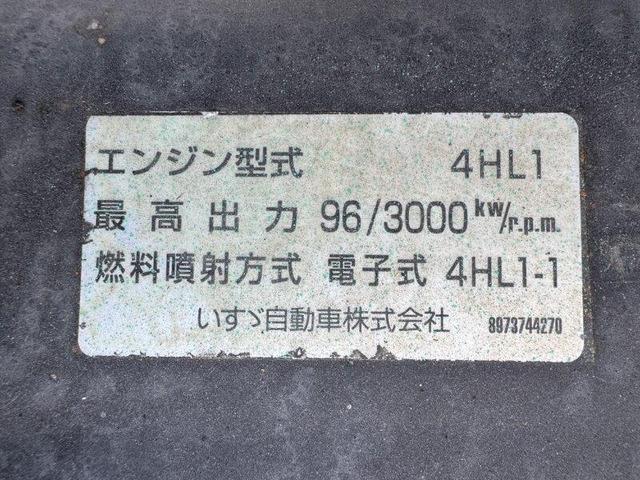 エンジン型式 4HL1
最高出力 96/3000 kW/r.p.m.
燃料噴射方式 電子式 4HL1-1
いすゞ自動車株式会社 8973744270